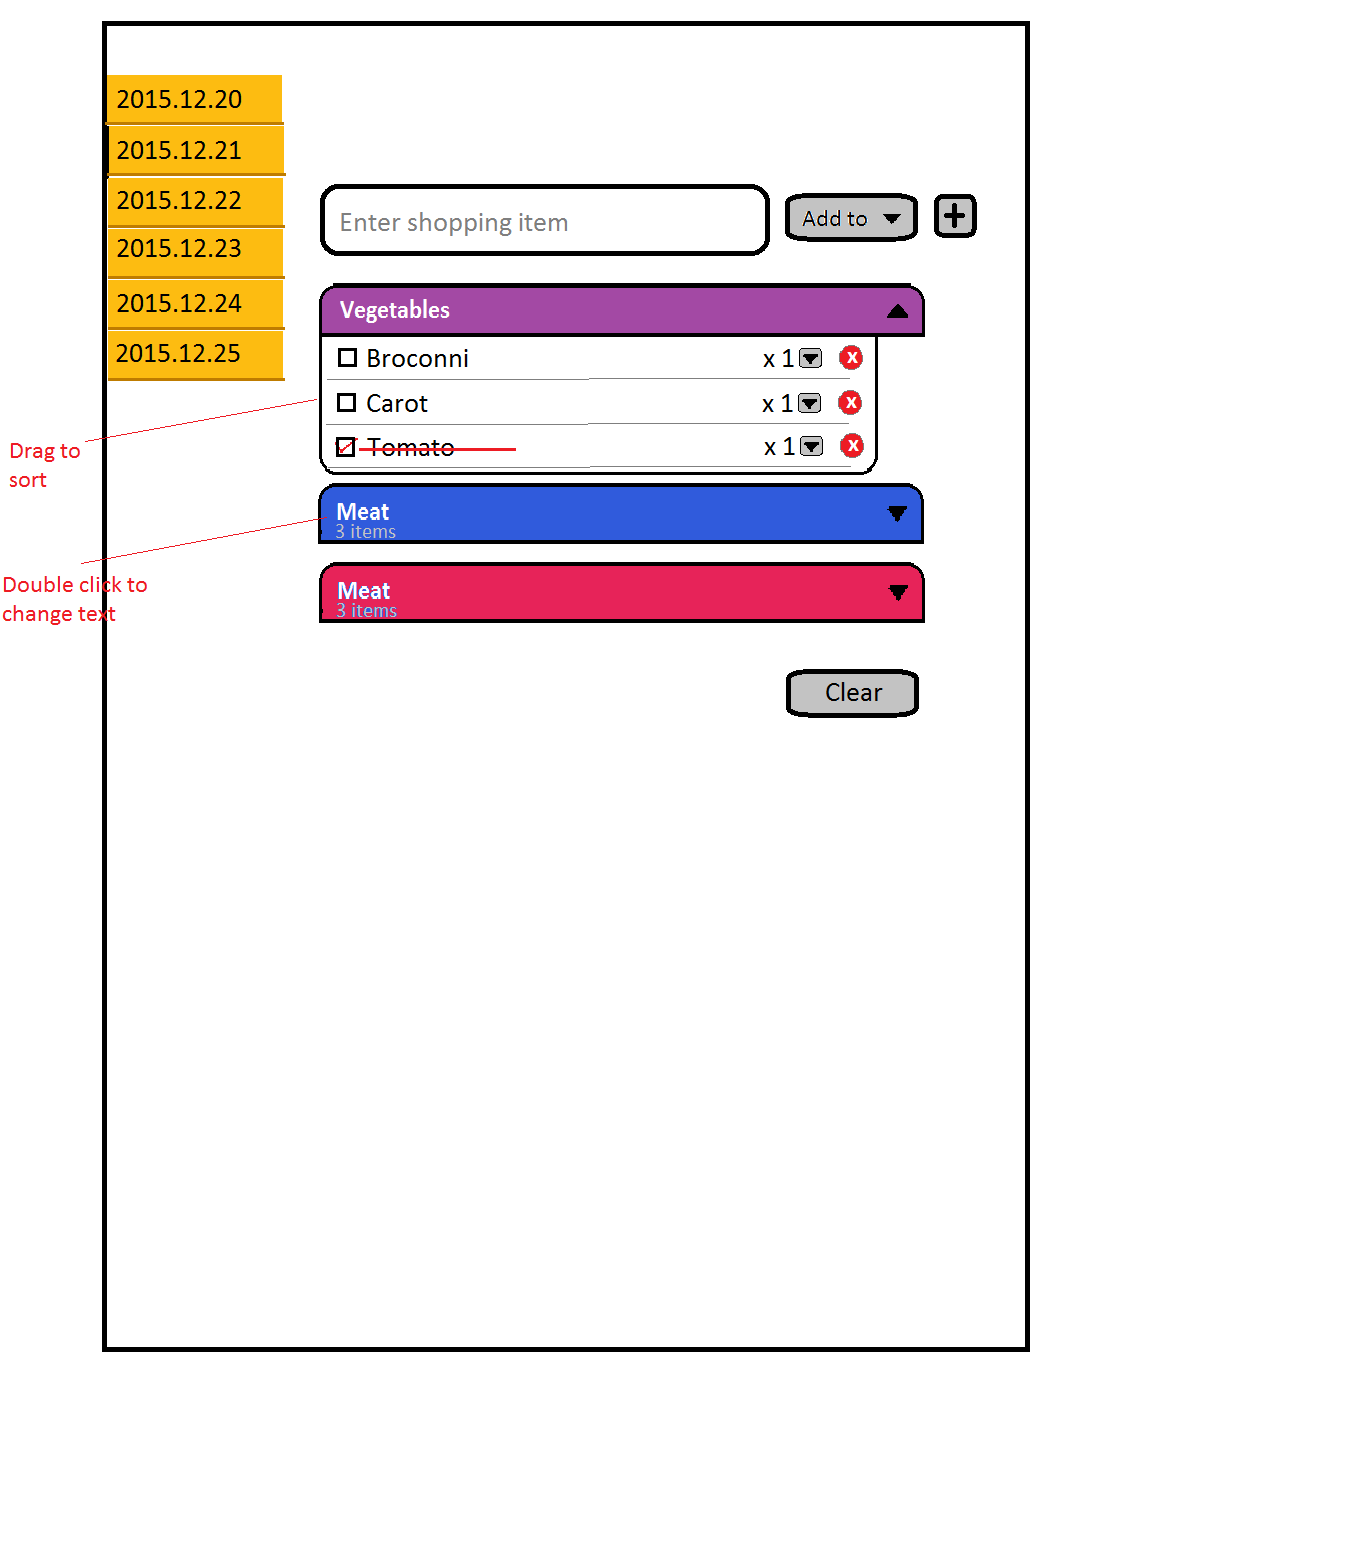 2015.12.20
2015.12.21
2015.12.22
2015.12.23
2015.12.24
2015.12.25
Enter shopping item
Add to
Vegetables
Broconni x 1 x
Carot x 1 x
Tomato x 1 x
Drag to
sort
Meat
3 items
Double click to
change text
Meat
3 items
Clear